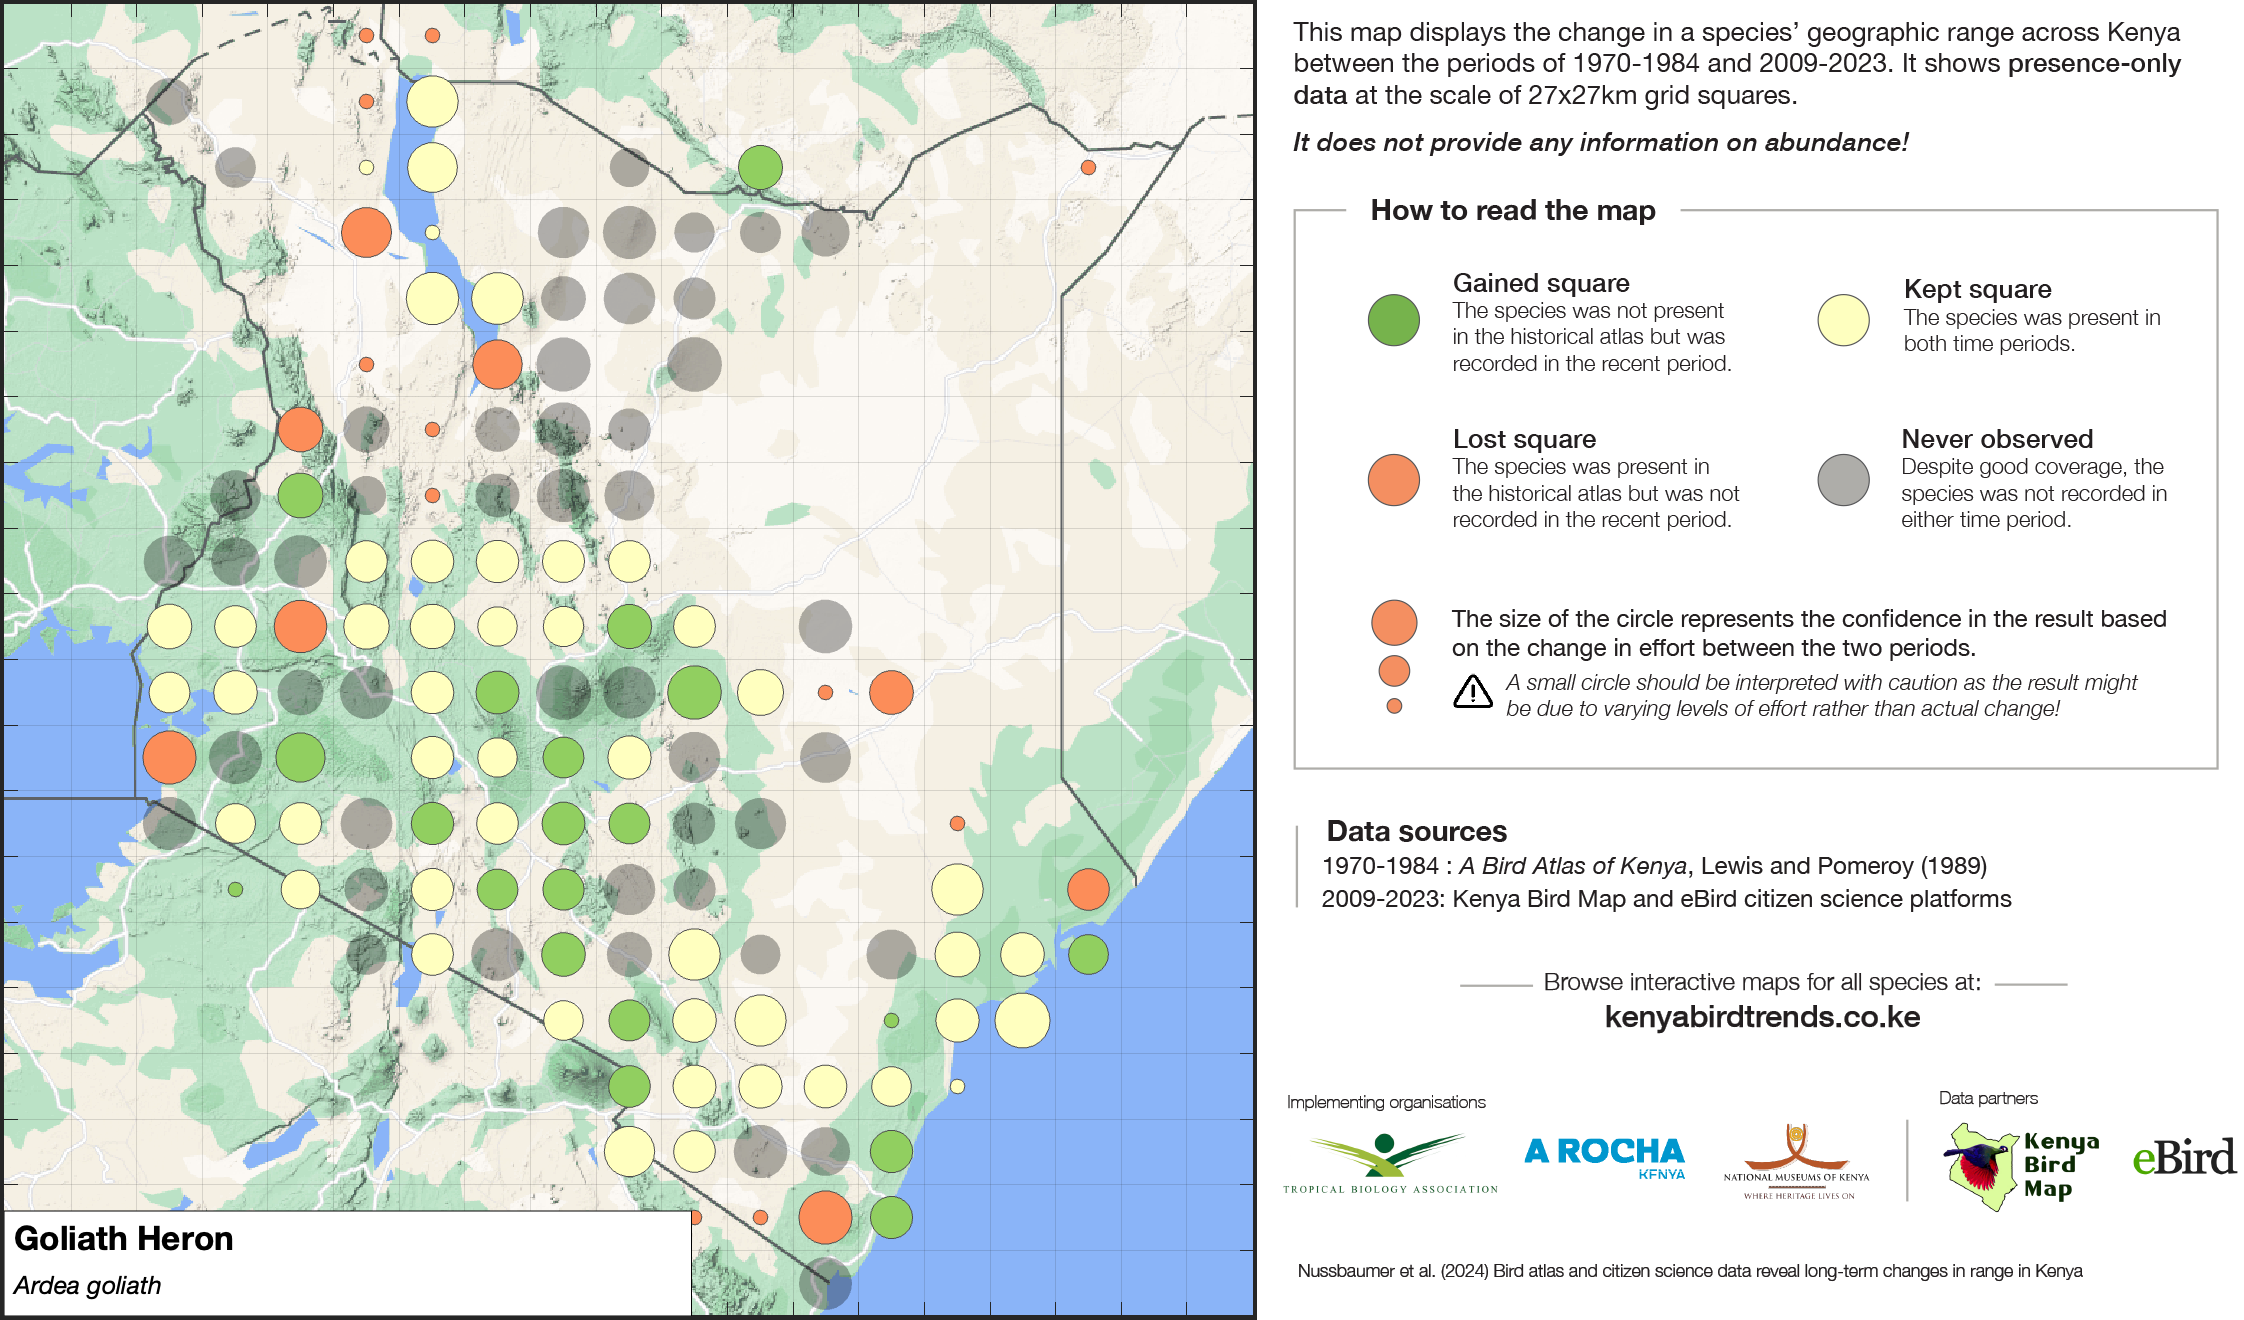 This map displays the change in a species’ geographic range across Kenya
between the periods of 1970-1984 and 2009-2023. It shows presence-only
data at the scale of 27x27km grid squares.
It does not provide any information on abundance!
How to read the map
Gained square
The species was not present
in the historical atlas but was
recorded in the recent period.
Kept square
The species was present in
both time periods.
Lost square
The species was present in
the historical atlas but was not
recorded in the recent period.
Never observed
Despite good coverage, the
species was not recorded in
either time period.
The size of the circle represents the confidence in the result based
on the change in effort between the two periods.
A small circle should be interpreted with caution as the result might
be due to varying levels of effort rather than actual change!
Data sources
1970-1984 : A Bird Atlas of Kenya, Lewis and Pomeroy (1989)
2009-2023: Kenya Bird Map and eBird citizen science platforms
Browse interactive maps for all species at:
kenyabirdtrends.co.ke
Implementing organisations
Data partners
TROPICAL BIOLOGY ASSOCIATION
A ROCHA
KENYA
NATIONAL MUSEUMS OF KENYA
WHERE HERITAGE LIVES ON
Kenya
Bird
Map
eBird
Nussbaumer et al. (2024) Bird atlas and citizen science data reveal long-term changes in range in Kenya
Goliath Heron
Ardea goliath